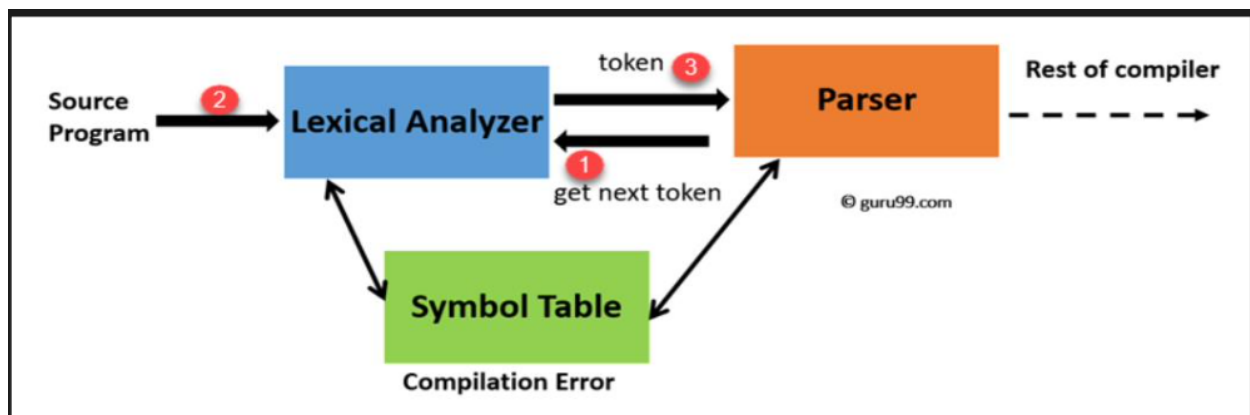 token 3
Rest of compiler
Source
Program
2
Lexical Analyzer
Parser
1
get next token
© guru99.com
Symbol Table
Compilation Error